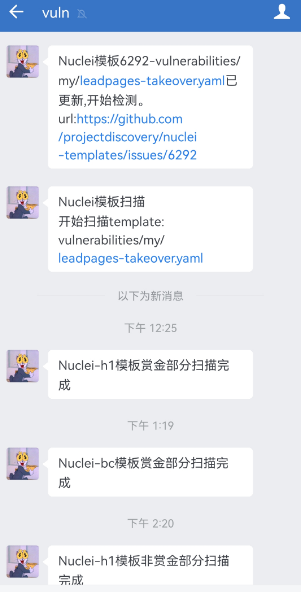 vuln
Nuclei模板6292-vulnerabilities/
my/leadpages-takeover.yaml已
更新,开始检测。
url:https://github.com
/projectdiscovery/nuclei
-templates/issues/6292
Nuclei模板扫描
开始扫描template:
vulnerabilities/my/
leadpages-takeover.yaml
以下为新消息
下午 12:25
Nuclei-h1模板赏金部分扫描完
成
下午 1:19
Nuclei-bc模板赏金部分扫描完
成
下午 2:20
Nuclei-h1模板非赏金部分扫描
完成